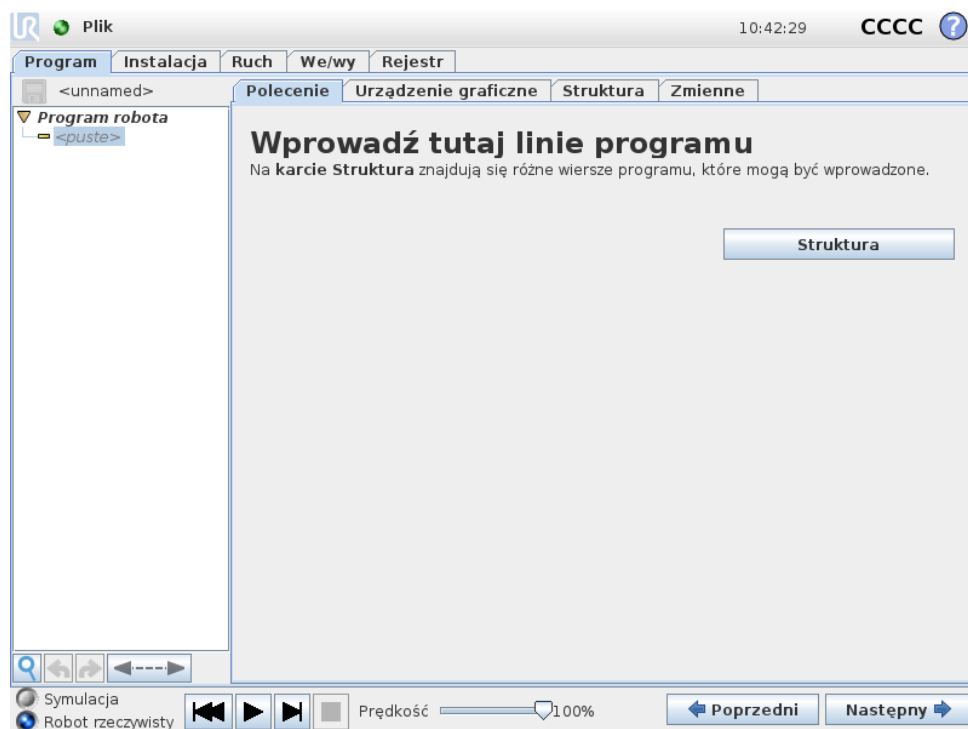 UR Plik 10:42:29 CCCC ?
Program Instalacja Ruch We/wy Rejestr
<unnamed>
Polecenie Urządzenie graficzne Struktura Zmienne
Program robota
<puste>
Wprowadź tutaj linie programu
Na karcie Struktura znajdują się różne wiersze programu, które mogą być wprowadzone.
Struktura
Symulacja
Robot rzeczywisty
Prędkość 100%
Poprzedni
Następny